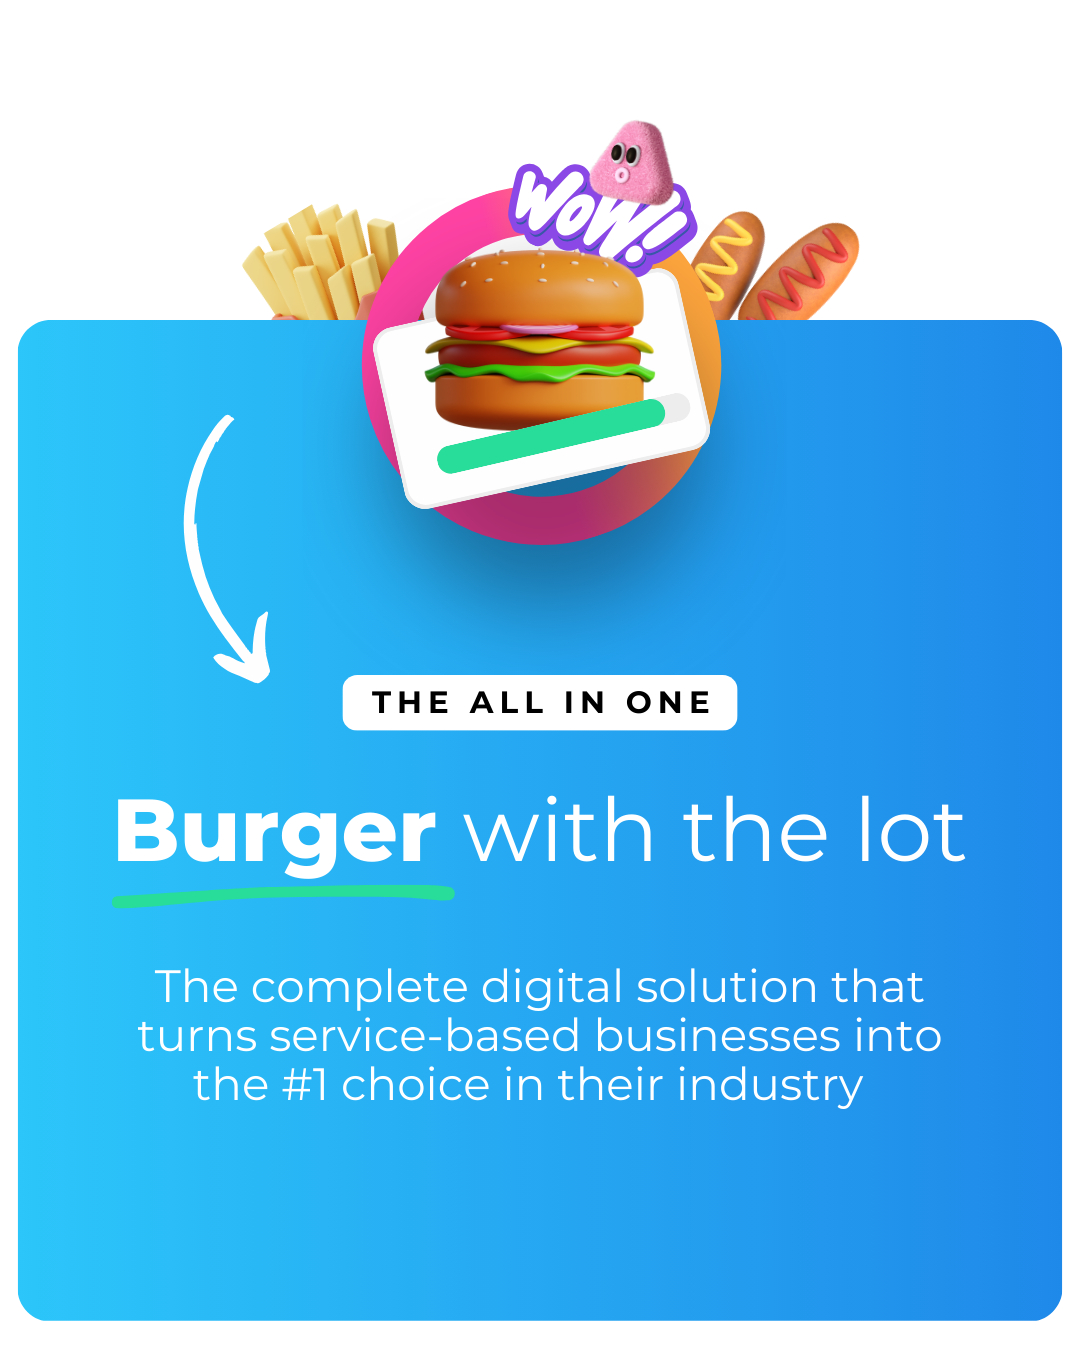 WOW!
THE ALL IN ONE
Burger with the lot
The complete digital solution that
turns service-based businesses into
the #1 choice in their industry